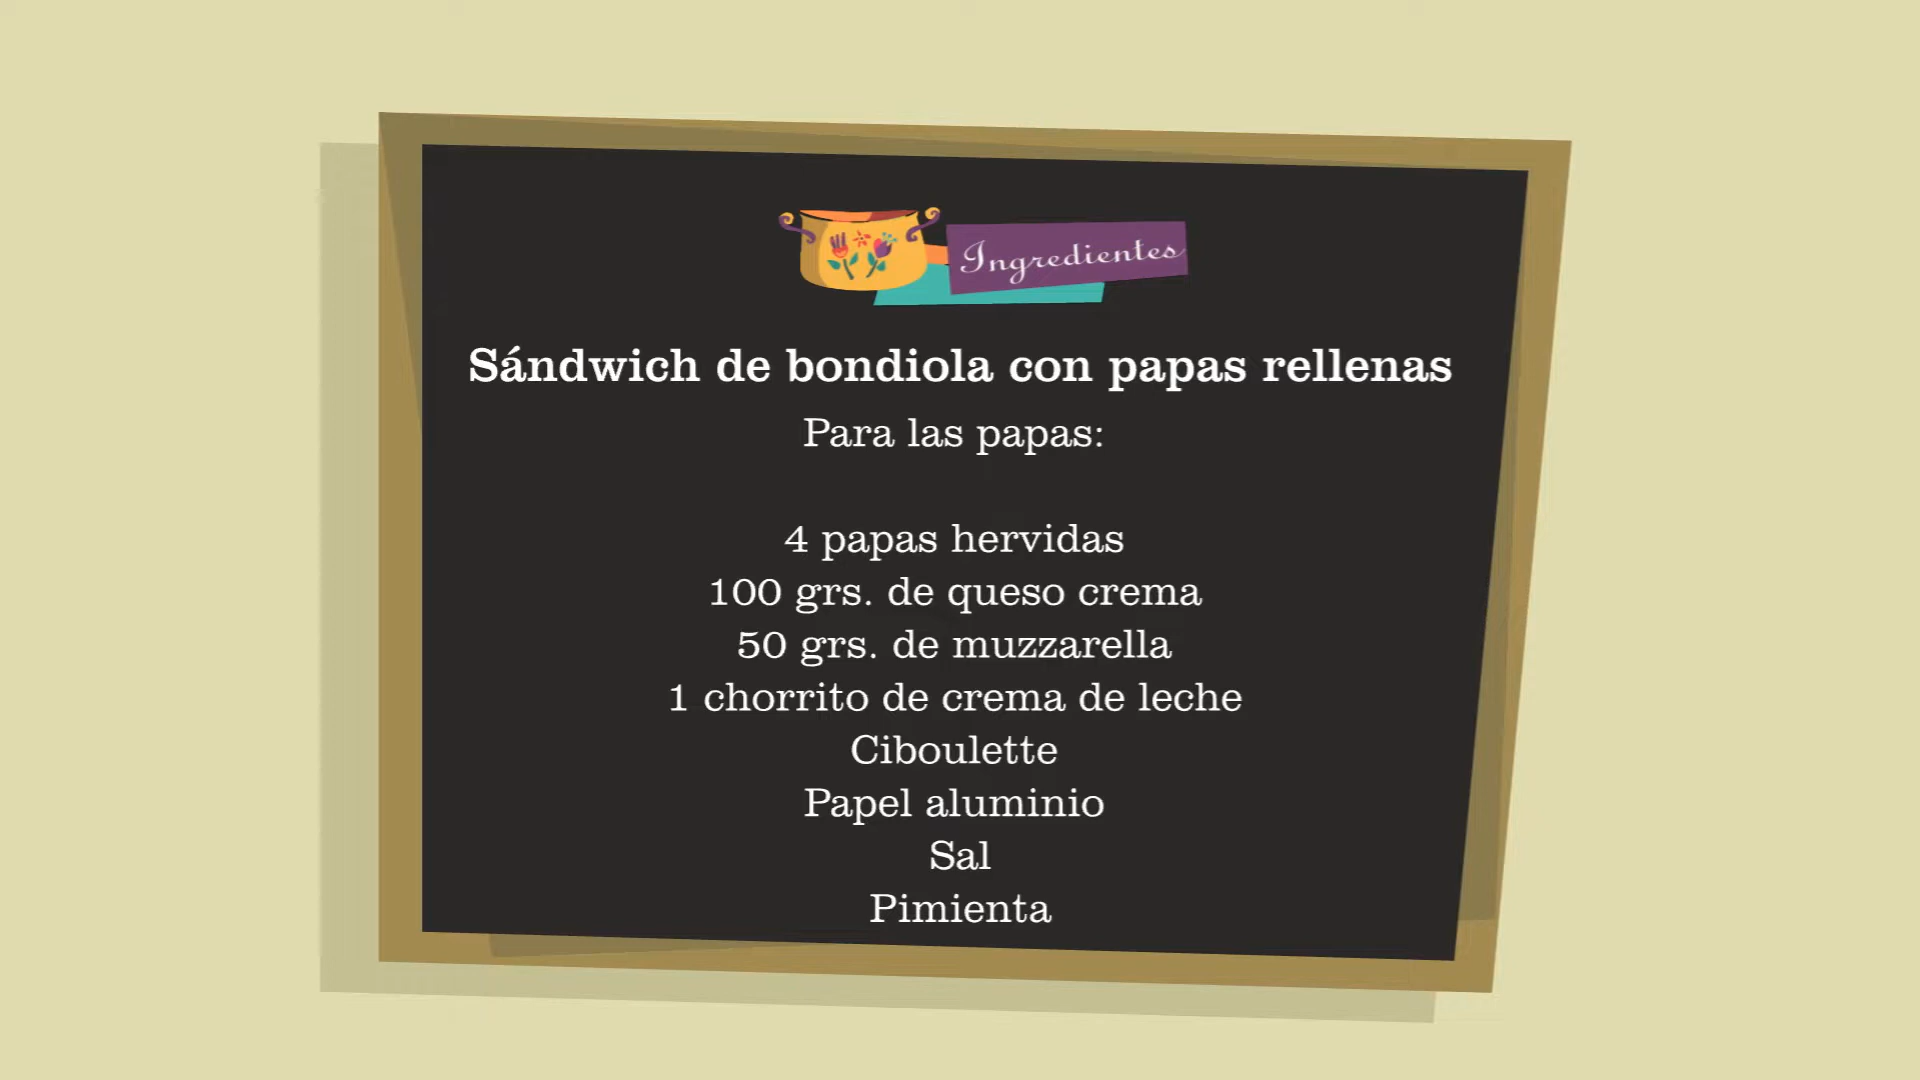 Ingredientes
Sándwich de bondiola con papas rellenas
Para las papas:
4 papas hervidas
100 grs. de queso crema
50 grs. de muzzarella
1 chorrito de crema de leche
Ciboulette
Papel aluminio
Sal
Pimienta